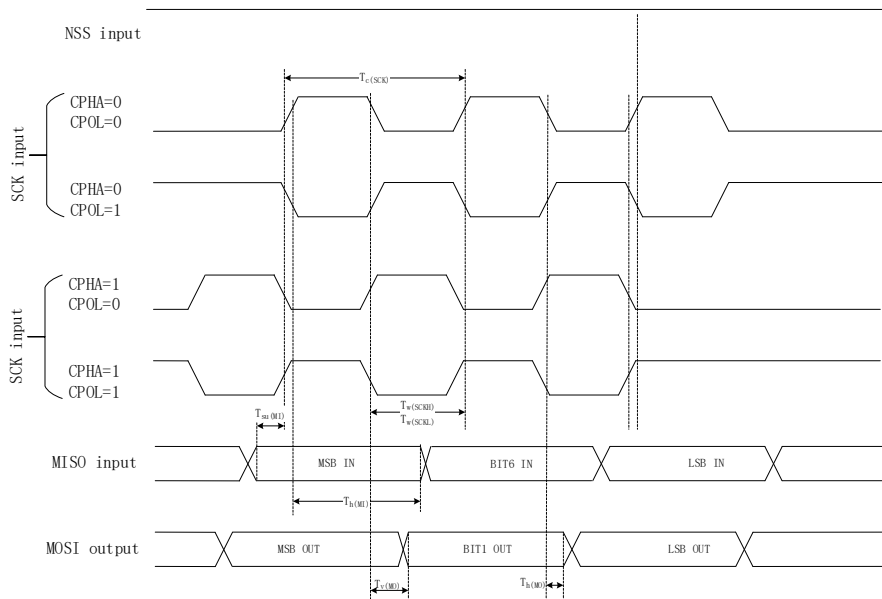 NSS input
Tc(SCK)
SCK input
CPHA=0
CPOL=0
CPHA=0
CPOL=1
SCK input
CPHA=1
CPOL=0
CPHA=1
CPOL=1
Tsu(MI)
Tw(SCKH)
Tw(SCKL)
MISO input
MSB IN
BIT6 IN
LSB IN
Th(MI)
MOSI output
MSB OUT
BIT1 OUT
LSB OUT
Tv(MO)
Th(MO)